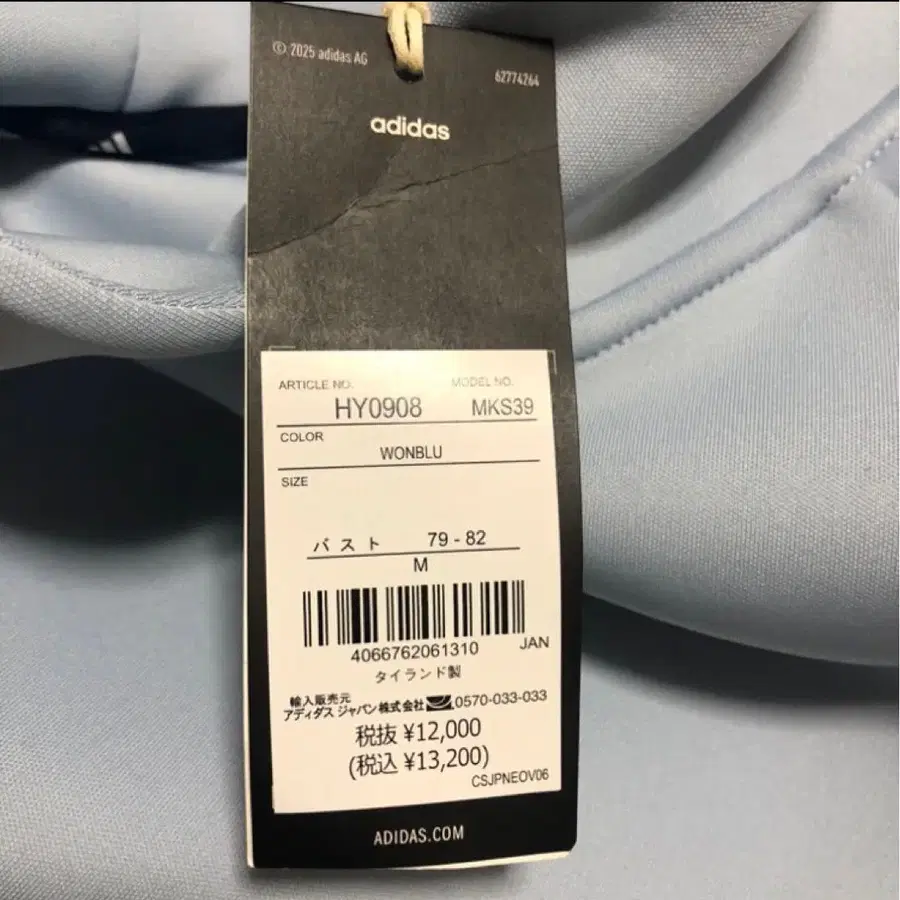 © 2025 adidas AG
62774264
adidas
ARTICLE NO. MODEL NO.
HY0908 MKS39
COLOR
WONBLU
SIZE
バスト 79 - 82
M
4066762061310 JAN
タイランド製
輸入販売元
アディダス ジャパン株式会社 0570-033-033
税抜 ¥12,000
(税込 ¥13,200)
CSJPNEOV06
ADIDAS.COM